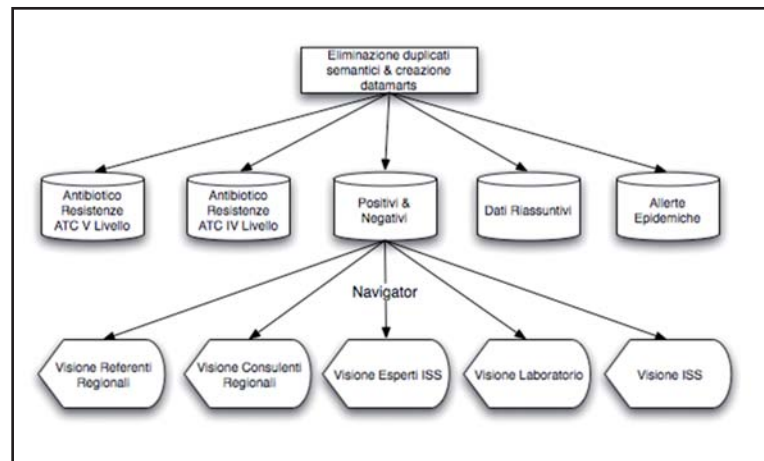 Eliminazione duplicati
semantici & creazione
datamarts
Antibiotico
Resistenze
ATC V Livello
Antibiotico
Resistenze
ATC IV Livello
Positivi &
Negativi
Dati Riassuntivi
Allerte
Epidemiche
Navigator
Visione Referenti
Regionali
Visione Consulenti
Regionali
Visione Esperti ISS
Visione Laboratorio
Visione ISS